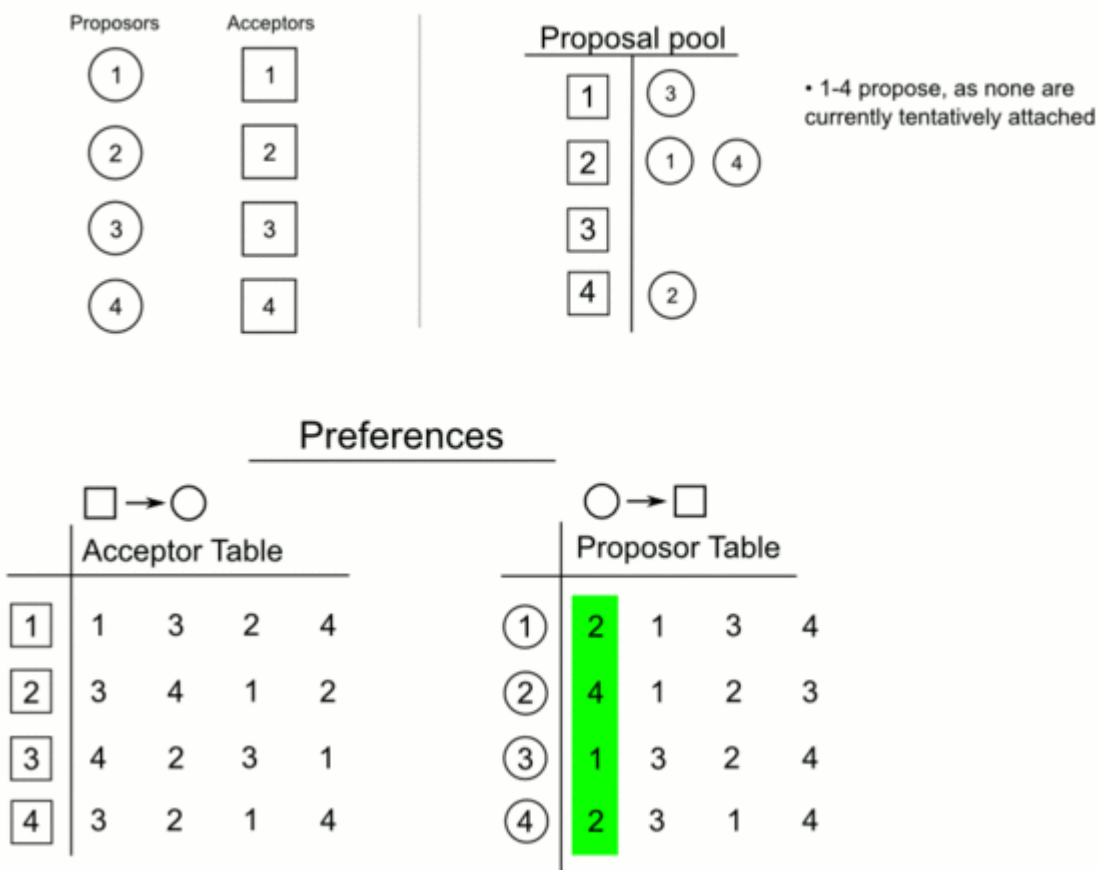 Proposors Acceptors
1 1
2 2
3 3
4 4
Proposal pool
1 3
2 1 4
3
4 2
• 1-4 propose, as none are
currently tentatively attached
Preferences
Acceptor Table
1 1 3 2 4
2 3 4 1 2
3 4 2 3 1
4 3 2 1 4
Proposor Table
1 2 1 3 4
2 4 1 2 3
3 1 3 2 4
4 2 3 1 4